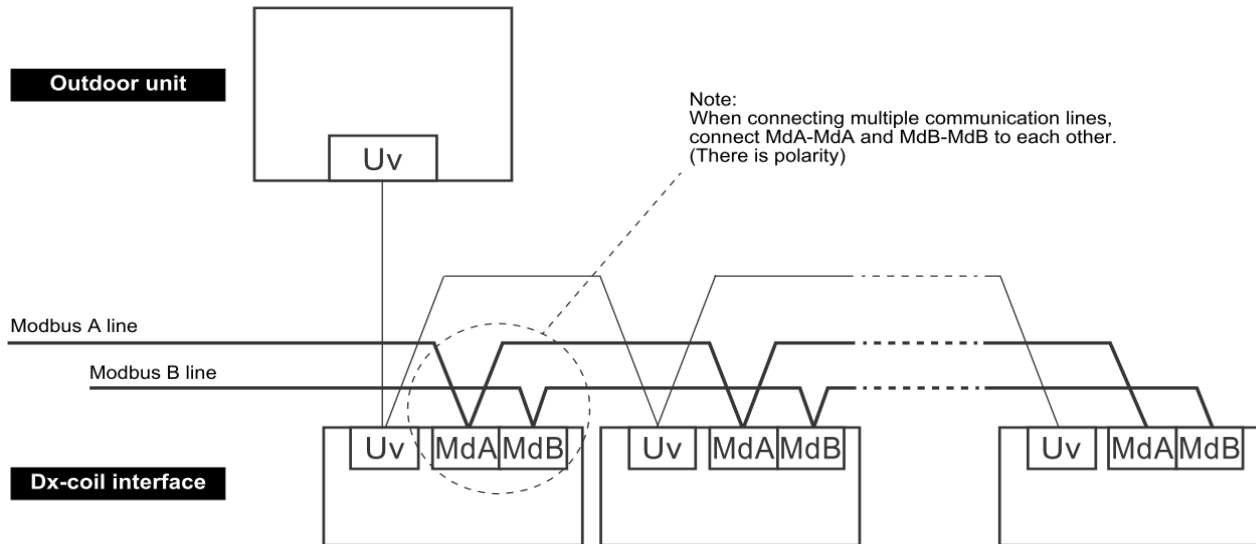 Outdoor unit
Uv
Note:
When connecting multiple communication lines,
connect MdA-MdA and MdB-MdB to each other.
(There is polarity)
Modbus A line
Modbus B line
Uv MdA MdB Uv MdA MdB Uv MdA MdB
Dx-coil interface